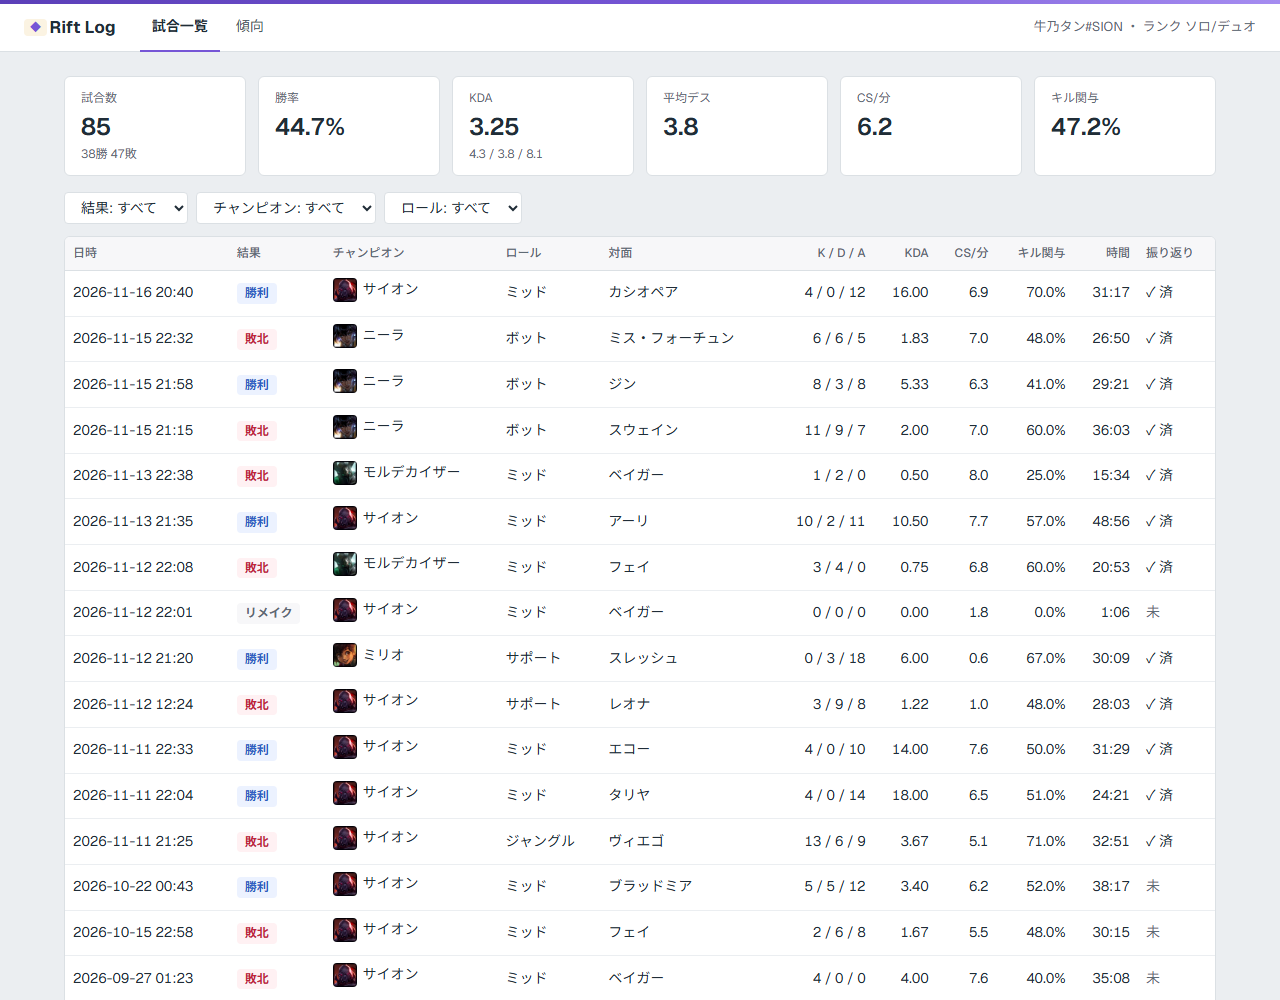 Rift Log 試合一覧 傾向 牛乃タン#SION ・ ランク ソロ/デュオ
試合数 勝率 KDA 平均デス CS/分 キル関与
85 44.7% 3.25 3.8 6.2 47.2%
38勝 47敗 4.3 / 3.8 / 8.1
結果: すべて チャンピオン: すべて ロール: すべて
日時 結果 チャンピオン ロール 対面 K / D / A KDA CS/分 キル関与 時間 振り返り
2026-11-16 20:40 勝利 サイオン ミッド カシオペア 4 / 0 / 12 16.00 6.9 70.0% 31:17 ✓ 済
2026-11-15 22:32 敗北 ニーラ ボット ミス・フォーチュン 6 / 6 / 5 1.83 7.0 48.0% 26:50 ✓ 済
2026-11-15 21:58 勝利 ニーラ ボット ジン 8 / 3 / 8 5.33 6.3 41.0% 29:21 ✓ 済
2026-11-15 21:15 敗北 ニーラ ボット スウェイン 11 / 9 / 7 2.00 7.0 60.0% 36:03 ✓ 済
2026-11-13 22:38 敗北 モルデカイザー ミッド ベイガー 1 / 2 / 0 0.50 8.0 25.0% 15:34 ✓ 済
2026-11-13 21:35 勝利 サイオン ミッド アーリ 10 / 2 / 11 10.50 7.7 57.0% 48:56 ✓ 済
2026-11-12 22:08 敗北 モルデカイザー ミッド フェイ 3 / 4 / 0 0.75 6.8 60.0% 20:53 ✓ 済
2026-11-12 22:01 リメイク サイオン ミッド ベイガー 0 / 0 / 0 0.00 1.8 0.0% 1:06 未
2026-11-12 21:20 勝利 ミリオ サポート スレッシュ 0 / 3 / 18 6.00 0.6 67.0% 30:09 ✓ 済
2026-11-12 12:24 敗北 サイオン サポート レオナ 3 / 9 / 8 1.22 1.0 48.0% 28:03 ✓ 済
2026-11-11 22:33 勝利 サイオン ミッド エコー 4 / 0 / 10 14.00 7.6 50.0% 31:29 ✓ 済
2026-11-11 22:04 勝利 サイオン ミッド タリヤ 4 / 0 / 14 18.00 6.5 51.0% 24:21 ✓ 済
2026-11-11 21:25 敗北 サイオン ジャングル ヴィエゴ 13 / 6 / 9 3.67 5.1 71.0% 32:51 ✓ 済
2026-10-22 00:43 勝利 サイオン ミッド ブラッドミア 5 / 5 / 12 3.40 6.2 52.0% 38:17 未
2026-10-15 22:58 敗北 サイオン ミッド フェイ 2 / 6 / 8 1.67 5.5 48.0% 30:15 未
2026-09-27 01:23 敗北 サイオン ミッド ベイガー 4 / 0 / 0 4.00 7.6 40.0% 35:08 未